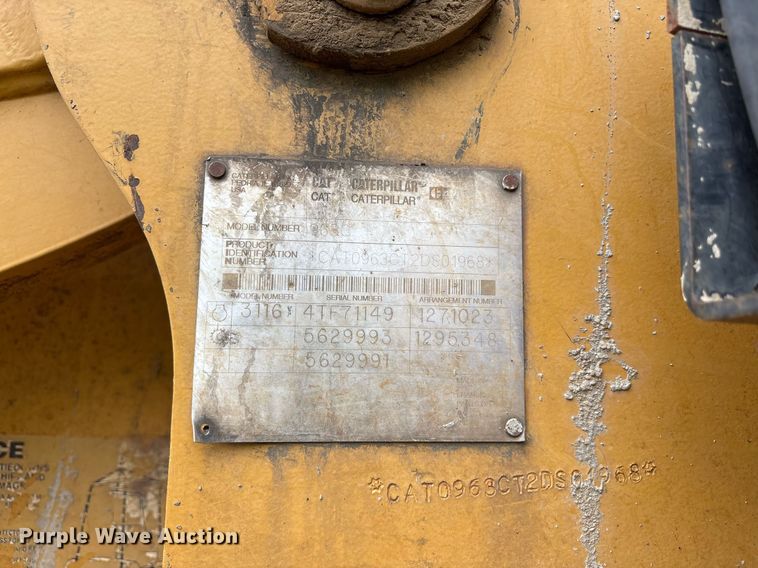 CAT CATERPILLAR
CAT CATERPILLAR
USA
MODEL NUMBER
PRODUCT
IDENTIFICATION
NUMBER
*CAT0963CT2DS01968*
MODEL NUMBER SERIAL NUMBER ARRANGEMENT NUMBER
3116 4TF71149 1271023
5629993 1295348
5629991
*CAT0963CT2DS01968*
CE
Purple Wave Auction